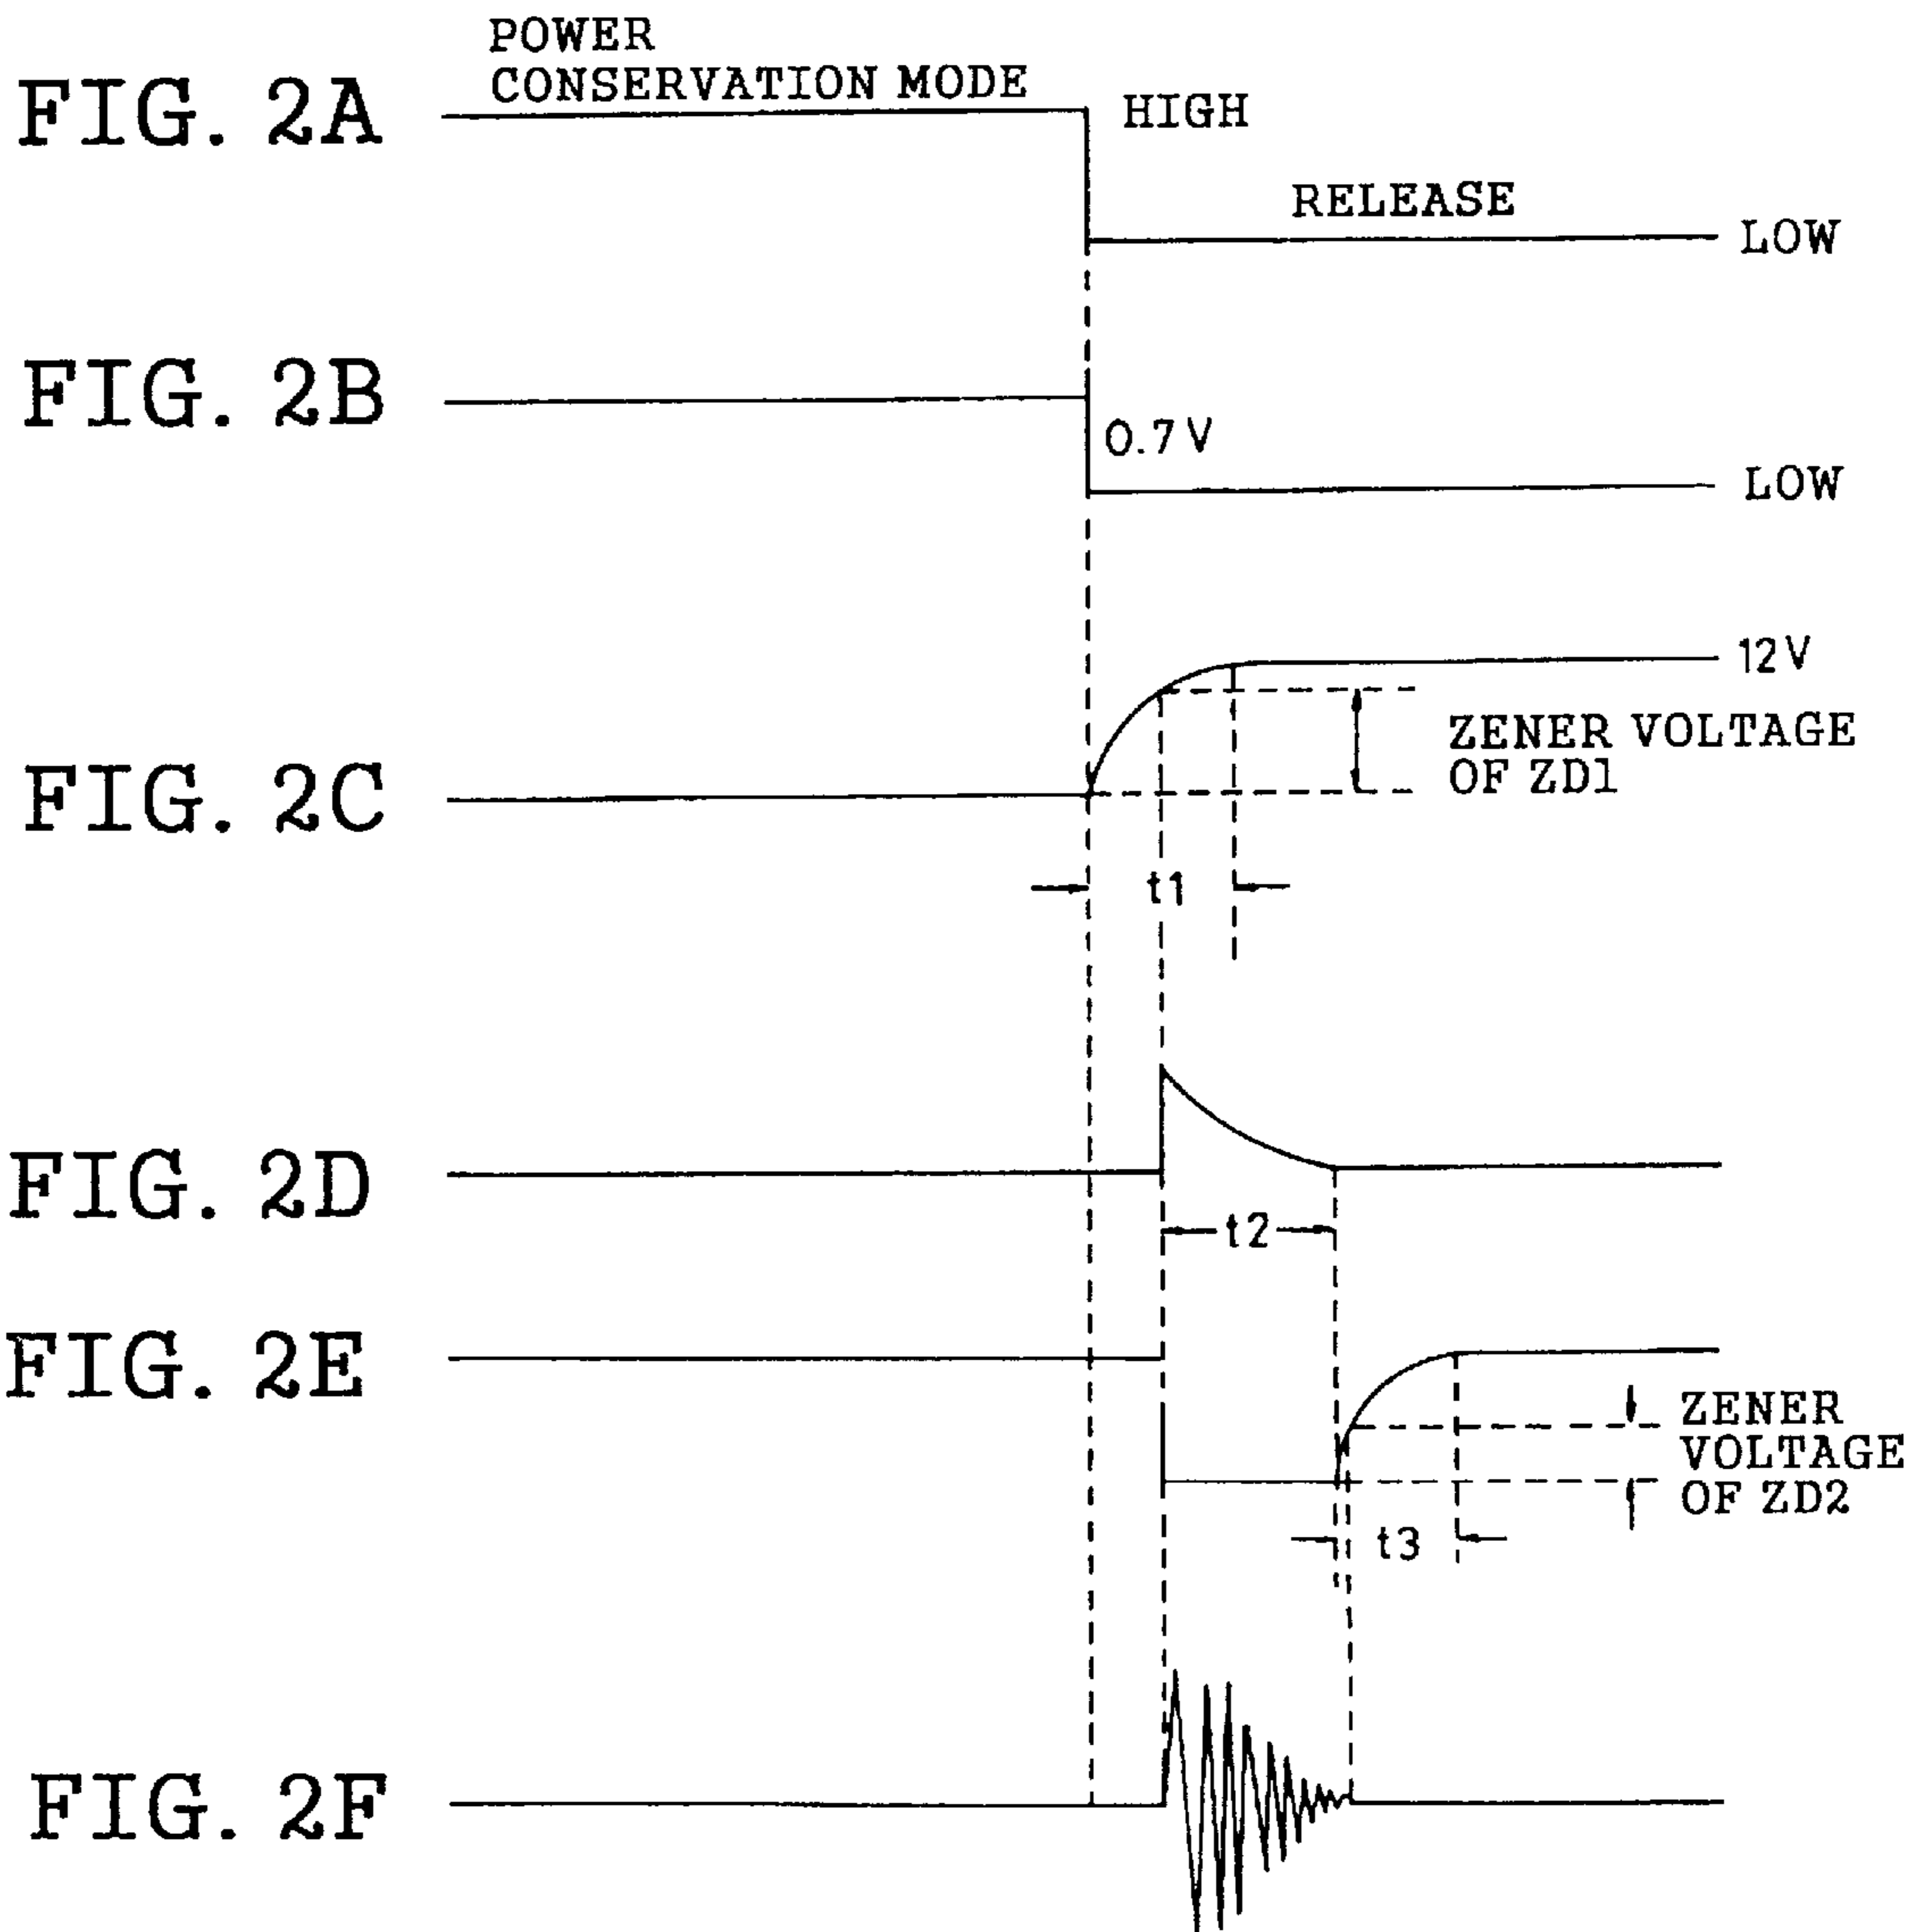 POWER
CONSERVATION MODE
FIG. 2A
HIGH
RELEASE
LOW
FIG. 2B
0.7V
LOW
12V
ZENER VOLTAGE
OF ZD1
FIG. 2C
t1
FIG. 2D
t2
FIG. 2E
ZENER
VOLTAGE
OF ZD2
t3
FIG. 2F